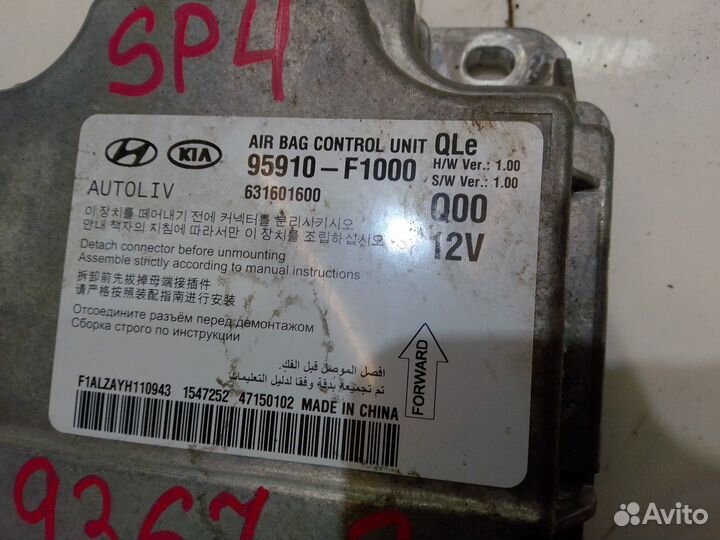 SP4
HYUNDAI KIA AIR BAG CONTROL UNIT QLe
95910-F1000 H/W Ver.: 1.00
S/W Ver.: 1.00
AUTOLIV 631601600 Q00
12V
이 장치를 떼어내기 전에 커넥터를 분리시키시오
안내 책자의 지침에 따라서만 이 장치를 조립하십시오
Detach connector before unmounting
Assemble strictly according to manual instructions
拆卸前先拔掉母端接插件
请严格按照装配指南进行安装
Отсоедините разъём перед демонтажом
Сборка строго по инструкции
افصل الموصل قبل الفك.
تم تجميعة بدقة وفقا لدليل التعليمات
FORWARD
F1ALZAYH110943 1547252 47150102 MADE IN CHINA
9367
Avito